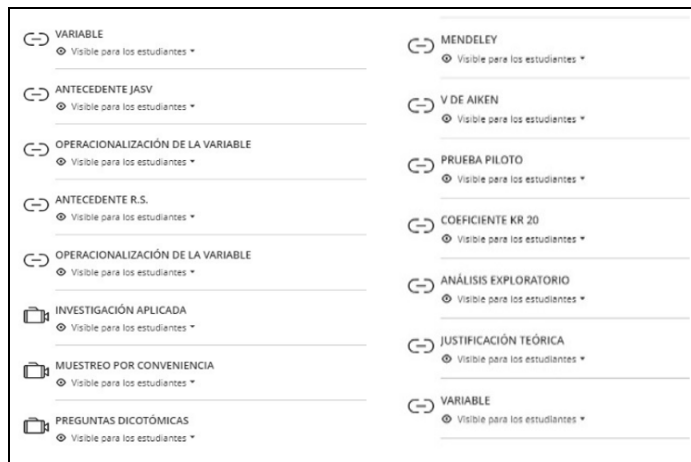 VARIABLE
Visible para los estudiantes
ANTECEDENTE JASV
Visible para los estudiantes
OPERACIONALIZACIÓN DE LA VARIABLE
Visible para los estudiantes
ANTECEDENTE R.S.
Visible para los estudiantes
OPERACIONALIZACIÓN DE LA VARIABLE
Visible para los estudiantes
INVESTIGACIÓN APLICADA
Visible para los estudiantes
MUESTREO POR CONVENIENCIA
Visible para los estudiantes
PREGUNTAS DICOTÓMICAS
Visible para los estudiantes
MENDELEY
Visible para los estudiantes
V DE AIKEN
Visible para los estudiantes
PRUEBA PILOTO
Visible para los estudiantes
COEFICIENTE KR 20
Visible para los estudiantes
ANÁLISIS EXPLORATORIO
Visible para los estudiantes
JUSTIFICACIÓN TEÓRICA
Visible para los estudiantes
VARIABLE
Visible para los estudiantes